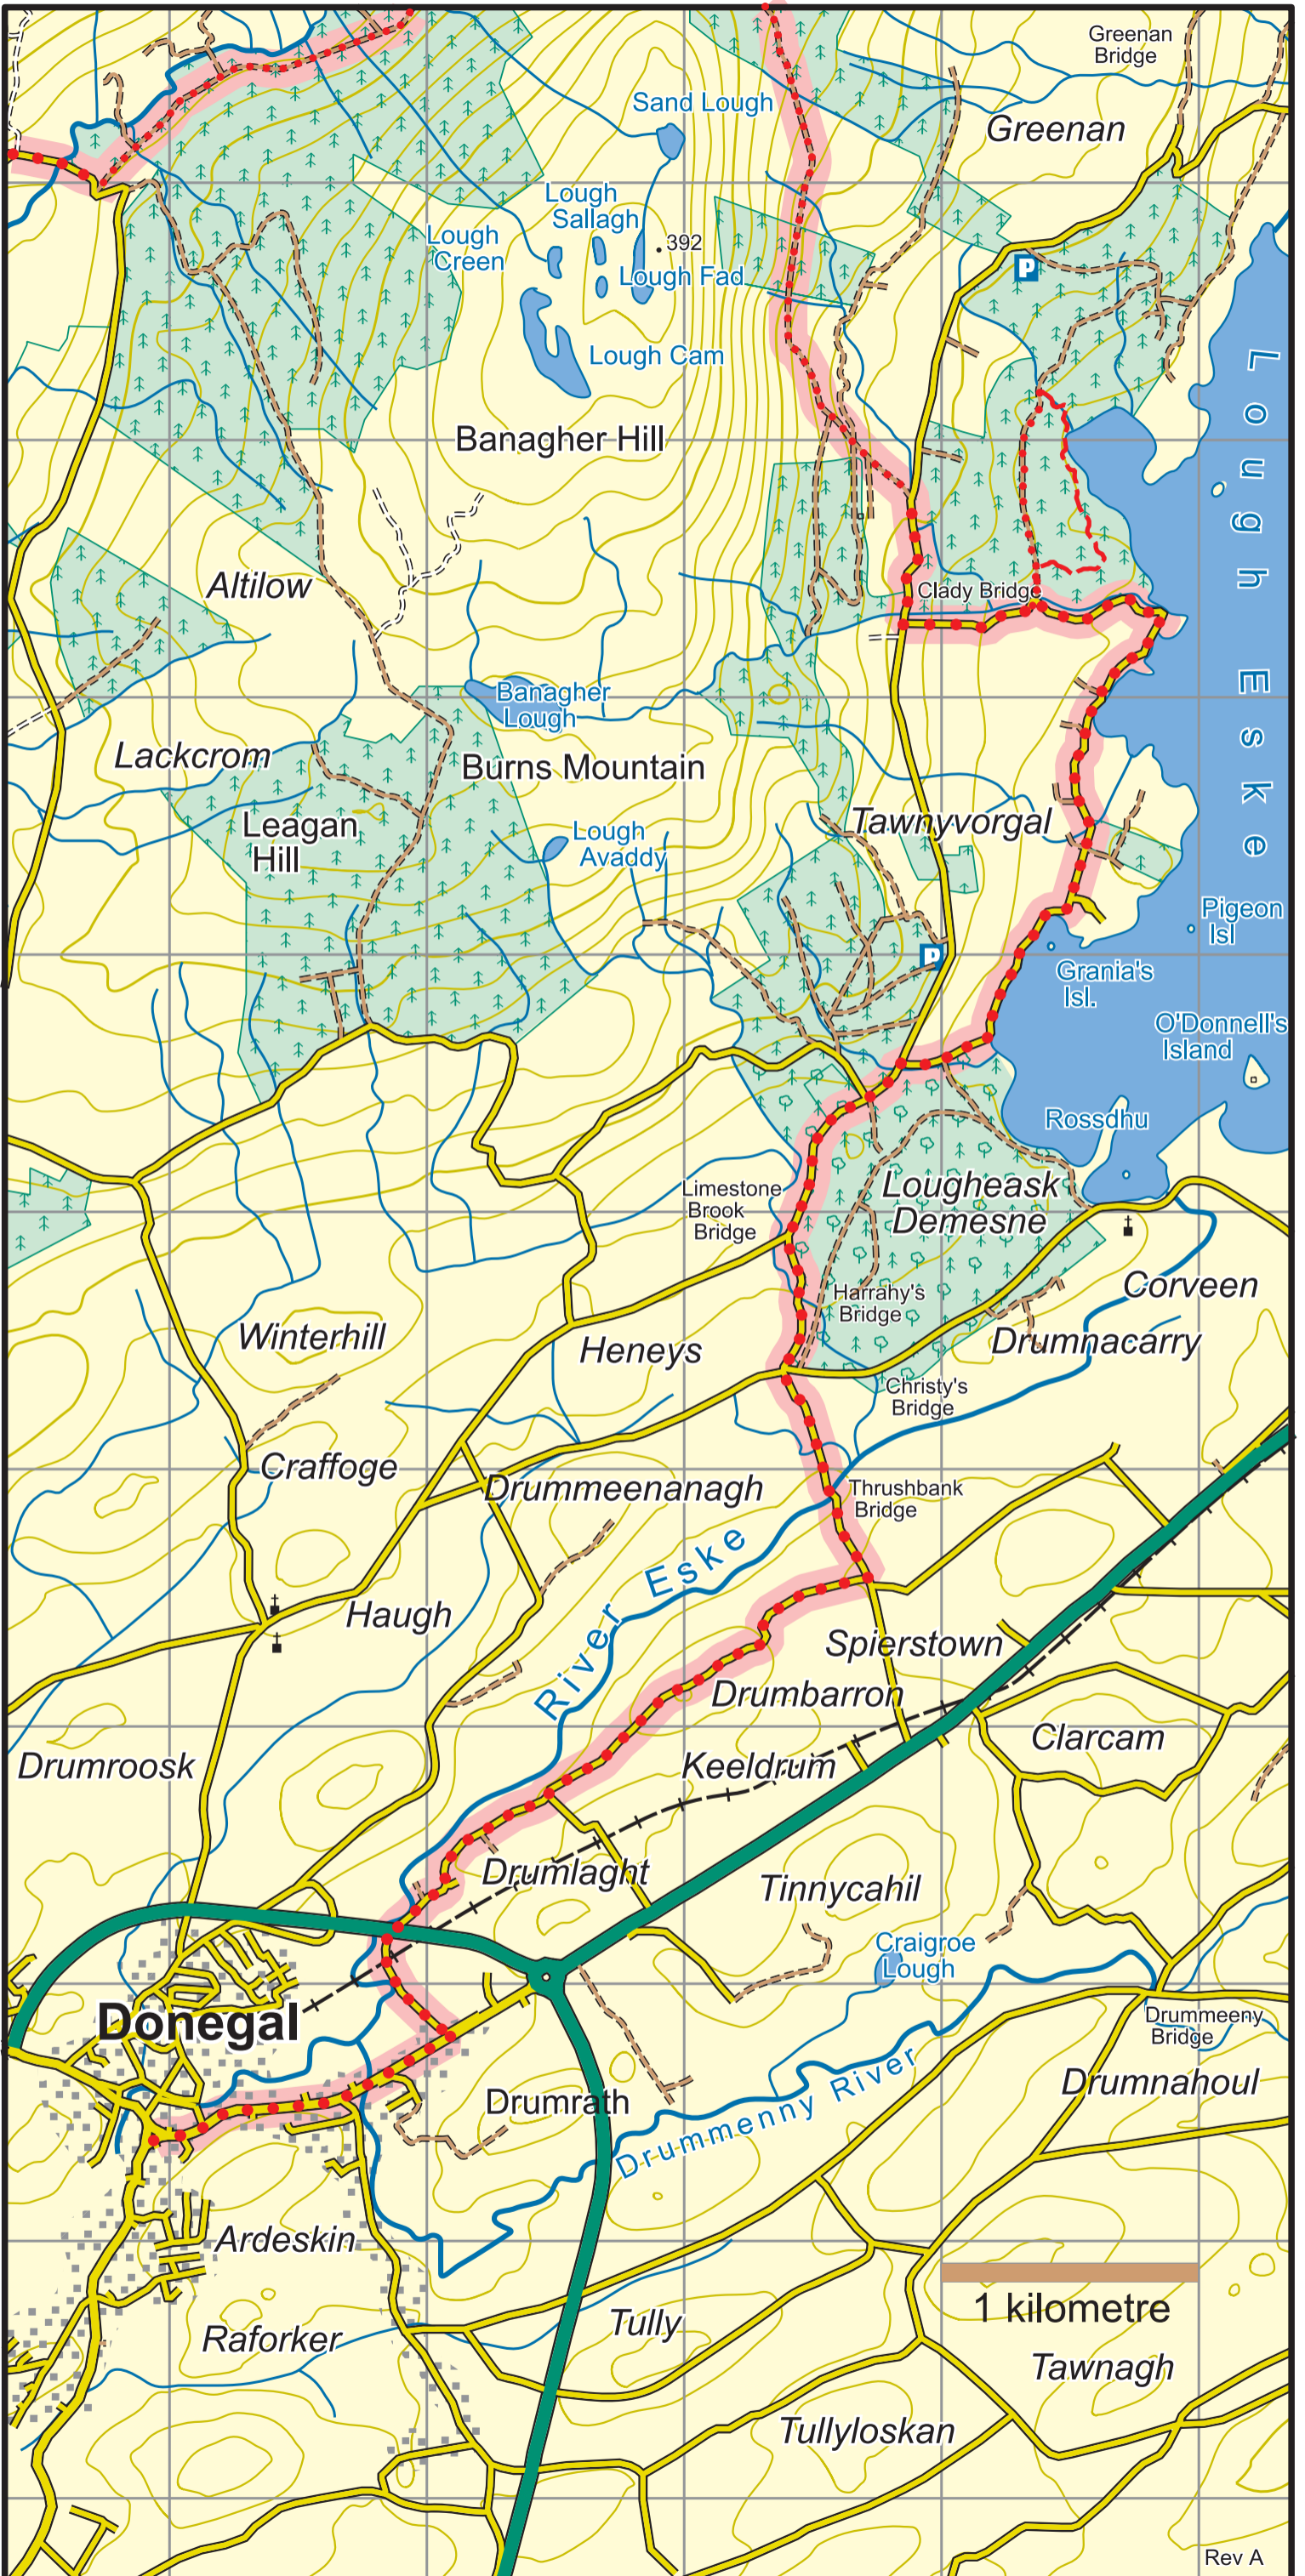 Greenan
Bridge
Sand Lough
Greenan
Lough
Sallagh
Lough
Creen
392
Lough Fad
P
Lough Cam
Lough Eske
Banagher Hill
Altilow
Clady Bridge
Banagher
Lough
Lackcrom
Burns Mountain
Leagan
Hill
Lough
Avaddy
Tawnyvorgal
Pigeon
Isl
P
Grania's
Isl.
O'Donnell's
Island
Rossdhu
Limestone
Brook
Bridge
Lougheask
Demesne
Corveen
Harrahy's
Bridge
Winterhill
Heneys
Drumnacarry
Christy's
Bridge
Craffoge
Drummeenanagh
Thrushbank
Bridge
River Eske
Haugh
Spierstown
Drumbarron
Clarcam
Drumroosk
Keeldrum
Drumlaght
Tinnycahil
Craigroe
Lough
Donegal
Drummeeny
Bridge
Drumnahoul
Drumrath
Drummenny River
Ardeskin
1 kilometre
Raforker
Tully
Tawnagh
Tullyloskan
Rev A